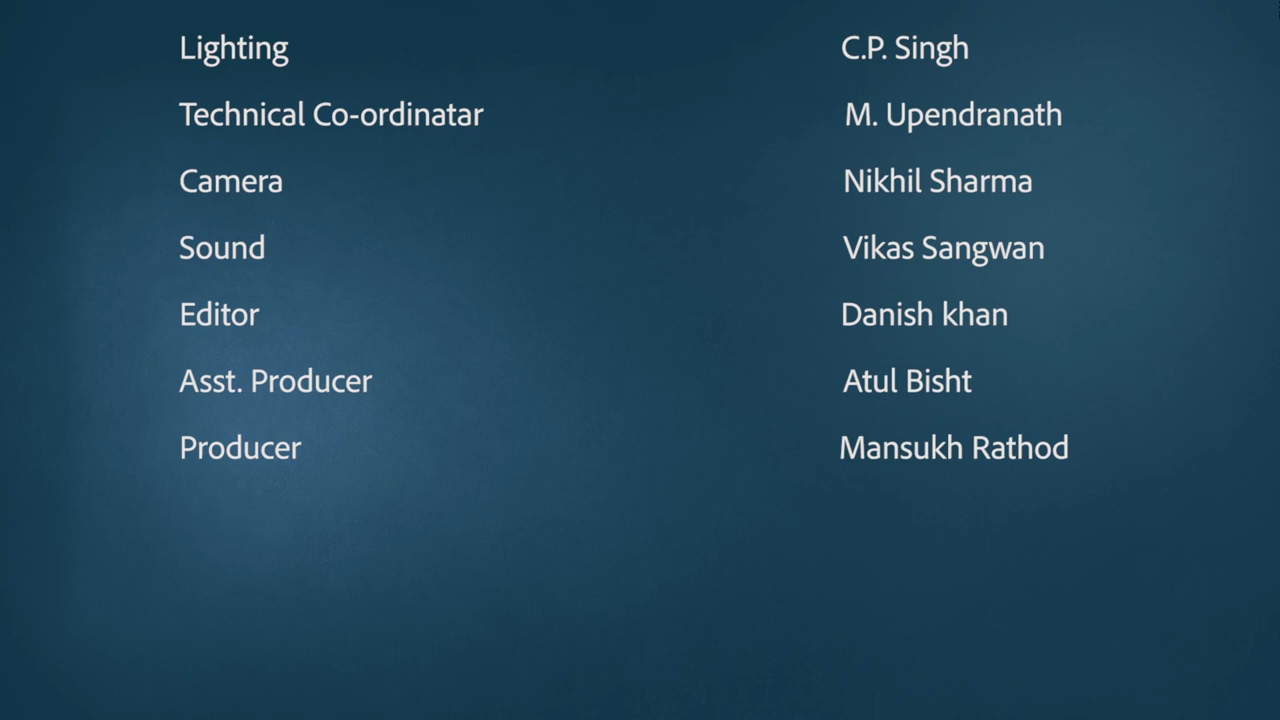 Lighting C.P. Singh
Technical Co-ordinatar M. Upendranath
Camera Nikhil Sharma
Sound Vikas Sangwan
Editor Danish khan
Asst. Producer Atul Bisht
Producer Mansukh Rathod